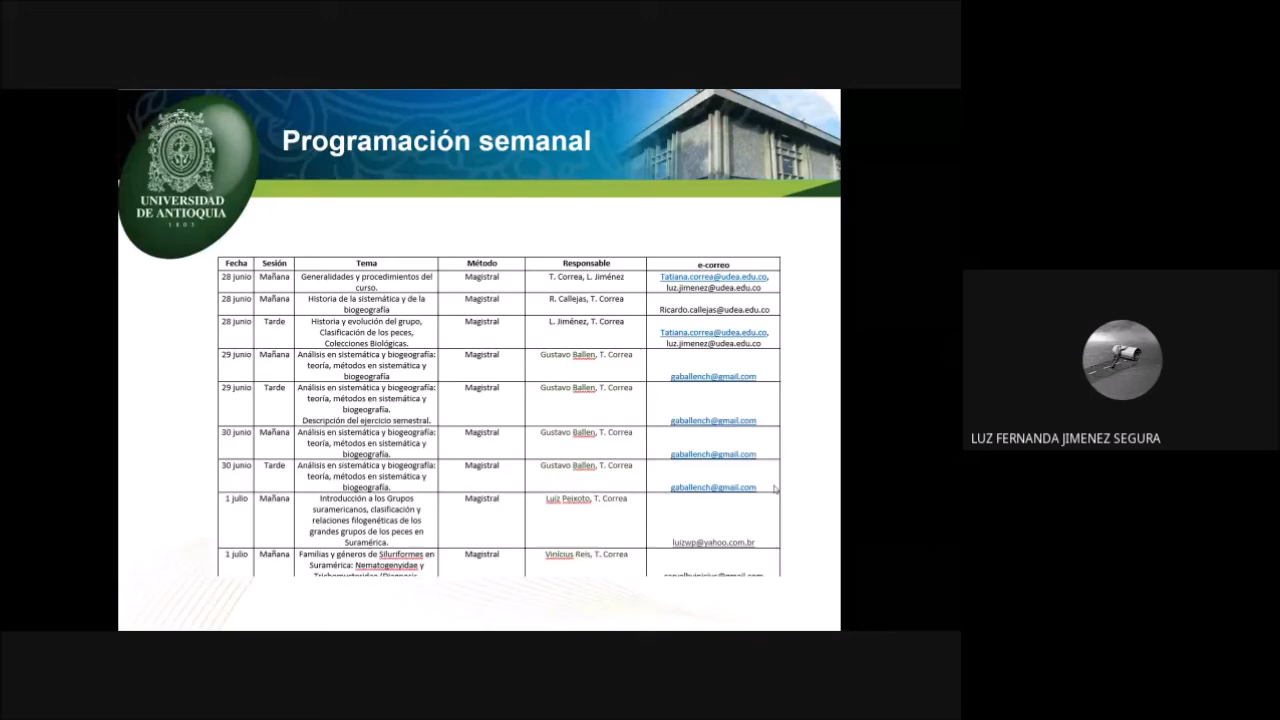 Programación semanal
UNIVERSIDAD
DE ANTIOQUIA
1803
Fecha Sesión Tema Método Responsable e-correo
28 junio Mañana Generalidades y procedimientos del Magistral T. Correa, L. Jiménez Tatiana.correa@udea.edu.co,
curso. luz.jimenez@udea.edu.co
28 junio Mañana Historia de la sistemática y de la Magistral R. Callejas, T. Correa
biogeografía Ricardo.callejas@udea.edu.co
28 junio Tarde Historia y evolución del grupo, Magistral L. Jiménez, T. Correa
Clasificación de los peces, Tatiana.correa@udea.edu.co,
Colecciones Biológicas. luz.jimenez@udea.edu.co
29 junio Mañana Análisis en sistemática y biogeografía: Magistral Gustavo Ballen, T. Correa
teoría, métodos en sistemática y
biogeografía gaballench@gmail.com
29 junio Tarde Análisis en sistemática y biogeografía: Magistral Gustavo Ballen, T. Correa
teoría, métodos en sistemática y
biogeografía.
Descripción del ejercicio semestral. gaballench@gmail.com
30 junio Mañana Análisis en sistemática y biogeografía: Magistral Gustavo Ballen, T. Correa
teoría, métodos en sistemática y
biogeografía. gaballench@gmail.com
30 junio Tarde Análisis en sistemática y biogeografía: Magistral Gustavo Ballen, T. Correa
teoría, métodos en sistemática y
biogeografía. gaballench@gmail.com
1 julio Mañana Introducción a los Grupos Magistral Luiz Peixoto, T. Correa
suramericanos, clasificación y
relaciones filogenéticas de los
grandes grupos de los peces en
Suramérica. luizwp@yahoo.com.br
1 julio Mañana Familias y géneros de Siluriformes en Magistral Vinícius Reis, T. Correa
Suramérica: Nematogenyidae y
LUZ FERNANDA JIMENEZ SEGURA